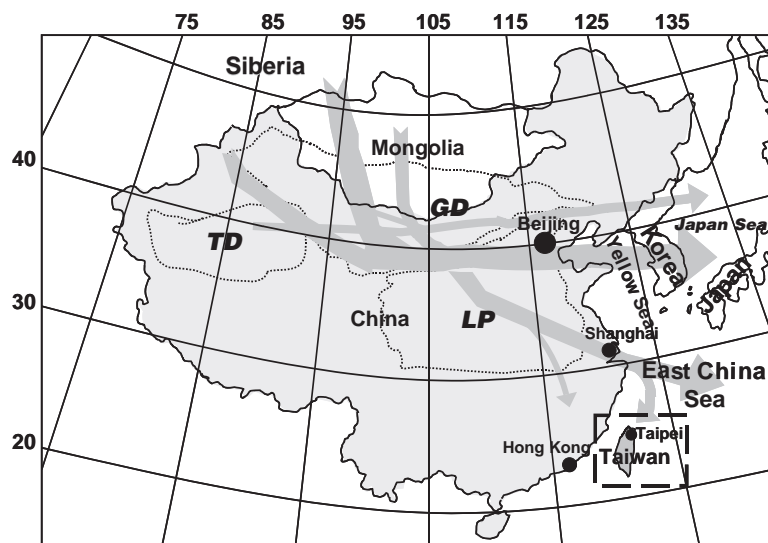 75 85 95 105 115 125 135
Siberia
Mongolia
40
GD
Beijing
Japan Sea
TD
Korea
Yellow Sea
Japan
30
China
LP
Shanghai
East China
Sea
20
Hong Kong
Taipei
Taiwan